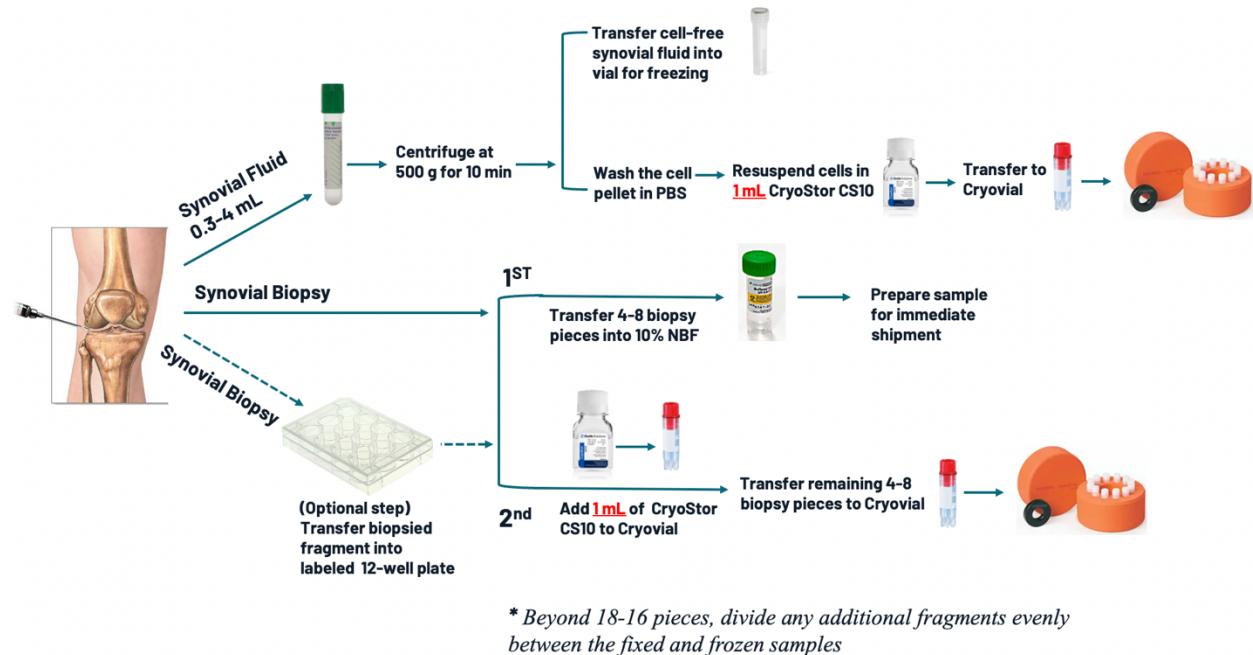 Transfer cell-free
synovial fluid into
vial for freezing
Synovial Fluid
0.3-4 mL
Centrifuge at
500 g for 10 min
Wash the cell
pellet in PBS
Resuspend cells in
1 mL CryoStor CS10
Transfer to
Cryovial
Synovial Biopsy
1ST
Transfer 4-8 biopsy
pieces into 10% NBF
Prepare sample
for immediate
shipment
Synovial Biopsy
(Optional step)
Transfer biopsied
fragment into
labeled 12-well plate
2nd
Add 1 mL of CryoStor
CS10 to Cryovial
Transfer remaining 4-8
biopsy pieces to Cryovial
* Beyond 18-16 pieces, divide any additional fragments evenly
between the fixed and frozen samples